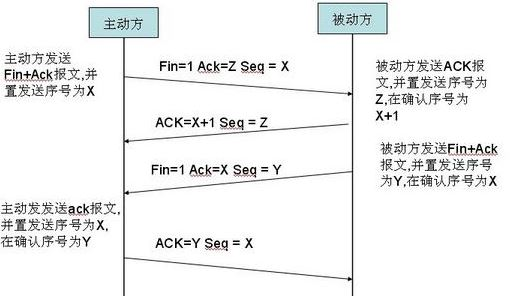 主动方
被动方
主动方发送
Fin+Ack报文,并
置发送序号为X
Fin=1 Ack=Z Seq = X
被动方发送ACK报
文,并置发送序号为
Z,在确认序号为
X+1
ACK=X+1 Seq = Z
被动方发送Fin+Ack
报文,并置发送序号
为Y,在确认序号为X
Fin=1 Ack=X Seq = Y
主动发发送ack报文,
并置发送序号为X,
在确认序号为Y
ACK=Y Seq = X